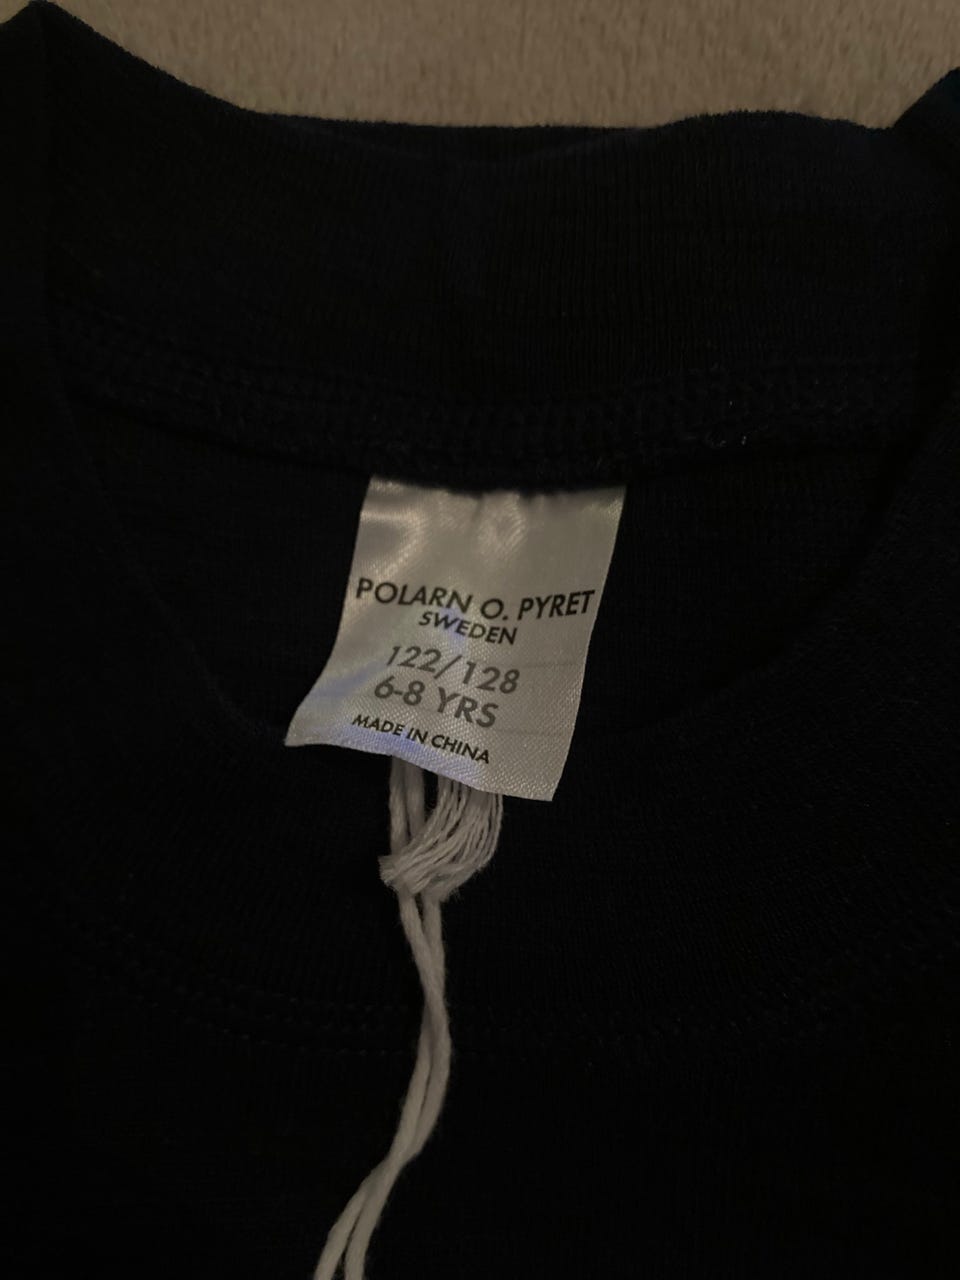 POLARN O. PYRET
SWEDEN
122/128
6-8 YRS
MADE IN CHINA